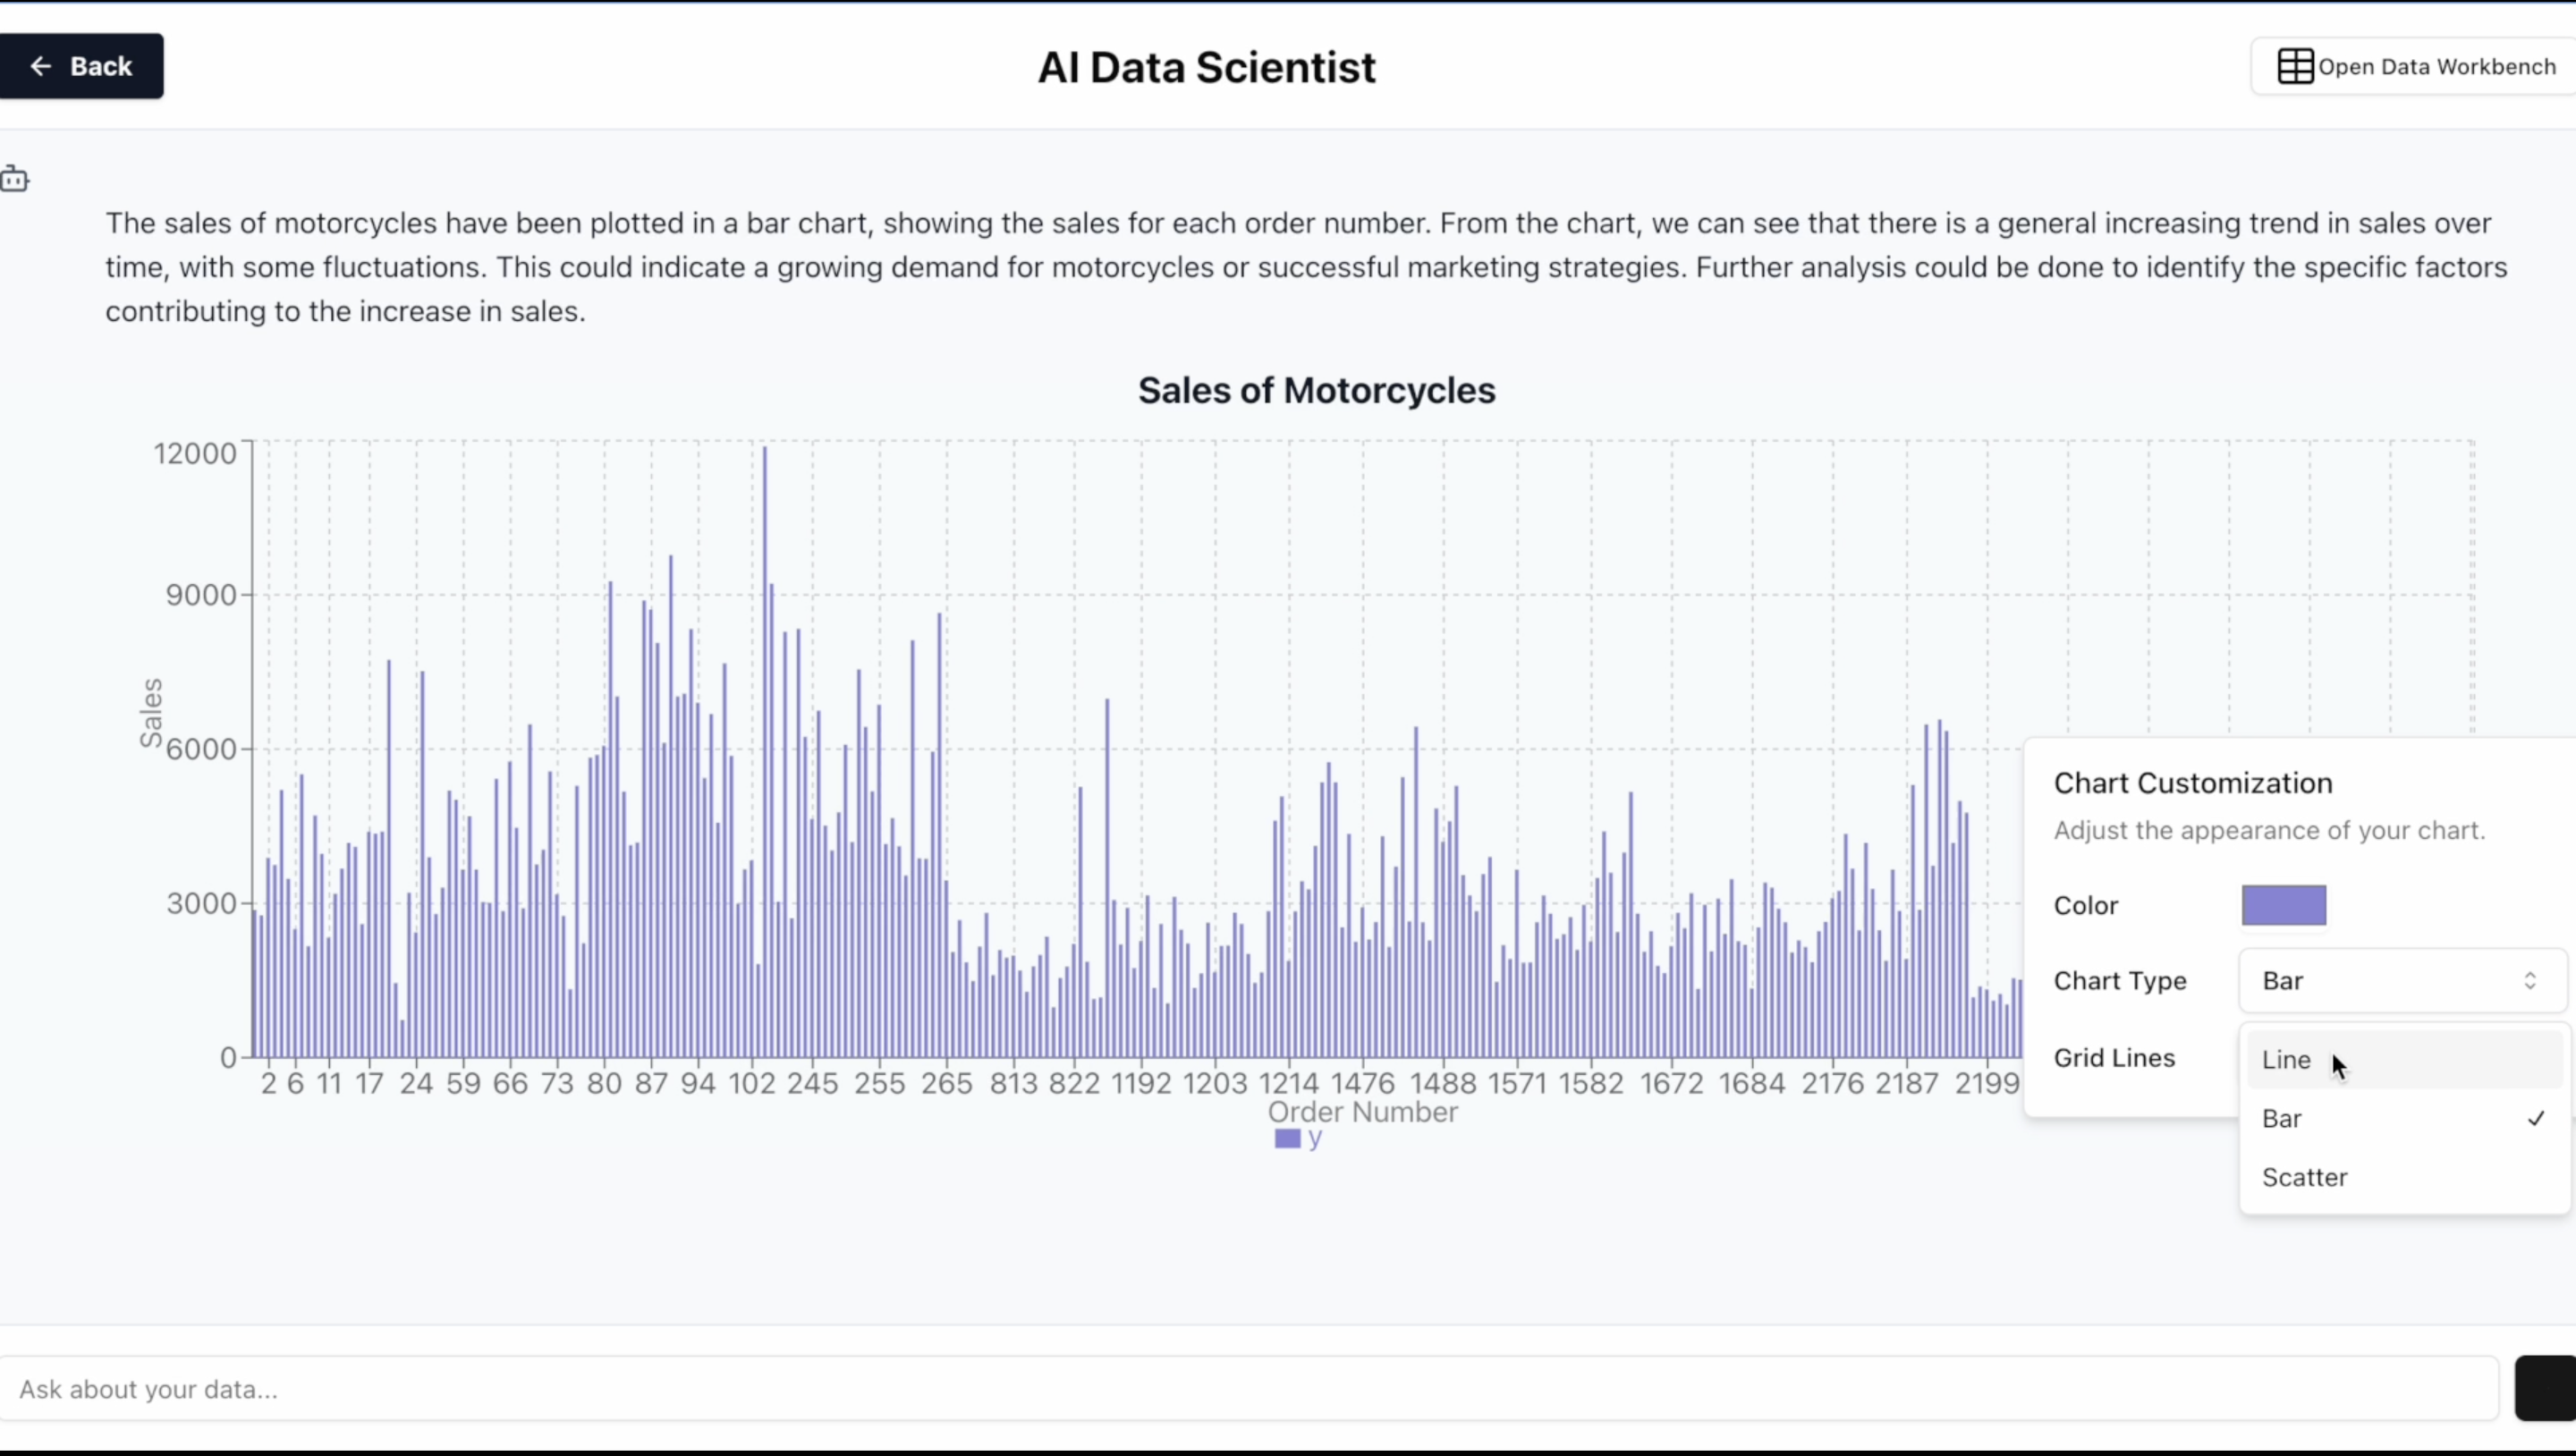 Back
AI Data Scientist
Open Data Workbench
The sales of motorcycles have been plotted in a bar chart, showing the sales for each order number. From the chart, we can see that there is a general increasing trend in sales over
time, with some fluctuations. This could indicate a growing demand for motorcycles or successful marketing strategies. Further analysis could be done to identify the specific factors
contributing to the increase in sales.
Sales of Motorcycles
12000
9000
6000
3000
0
Sales
2 6 11 17 24 59 66 73 80 87 94 102 245 255 265 813 822 1192 1203 1214 1476 1488 1571 1582 1672 1684 2176 2187 2199
Order Number
y
Chart Customization
Adjust the appearance of your chart.
Color
Chart Type
Bar
Grid Lines
Line
Bar
Scatter
Ask about your data...